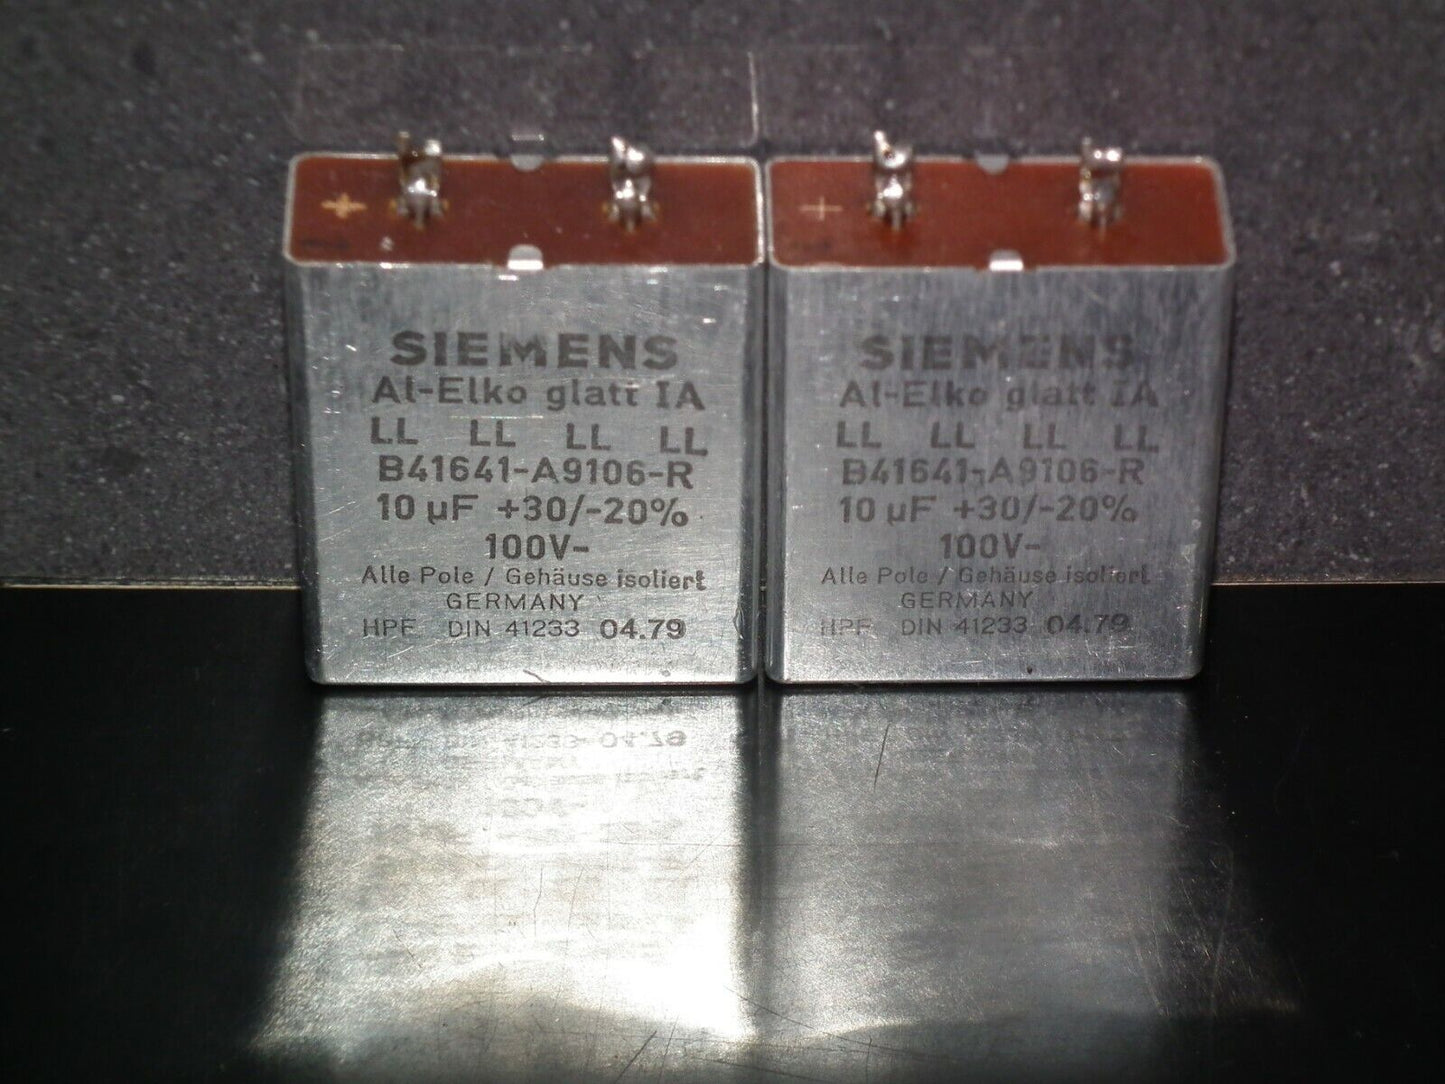 +
SIEMENS
Al-Elko glatt IA
LL LL LL LL
B41641-A9106-R
10 µF +30/-20%
100V-
Alle Pole / Gehäuse isoliert
GERMANY
HPF DIN 41233 04.79
+
SIEMENS
Al-Elko glatt IA
LL LL LL LL
B41641-A9106-R
10 µF +30/-20%
100V-
Alle Pole / Gehäuse isoliert
GERMANY
HPF DIN 41233 04.79